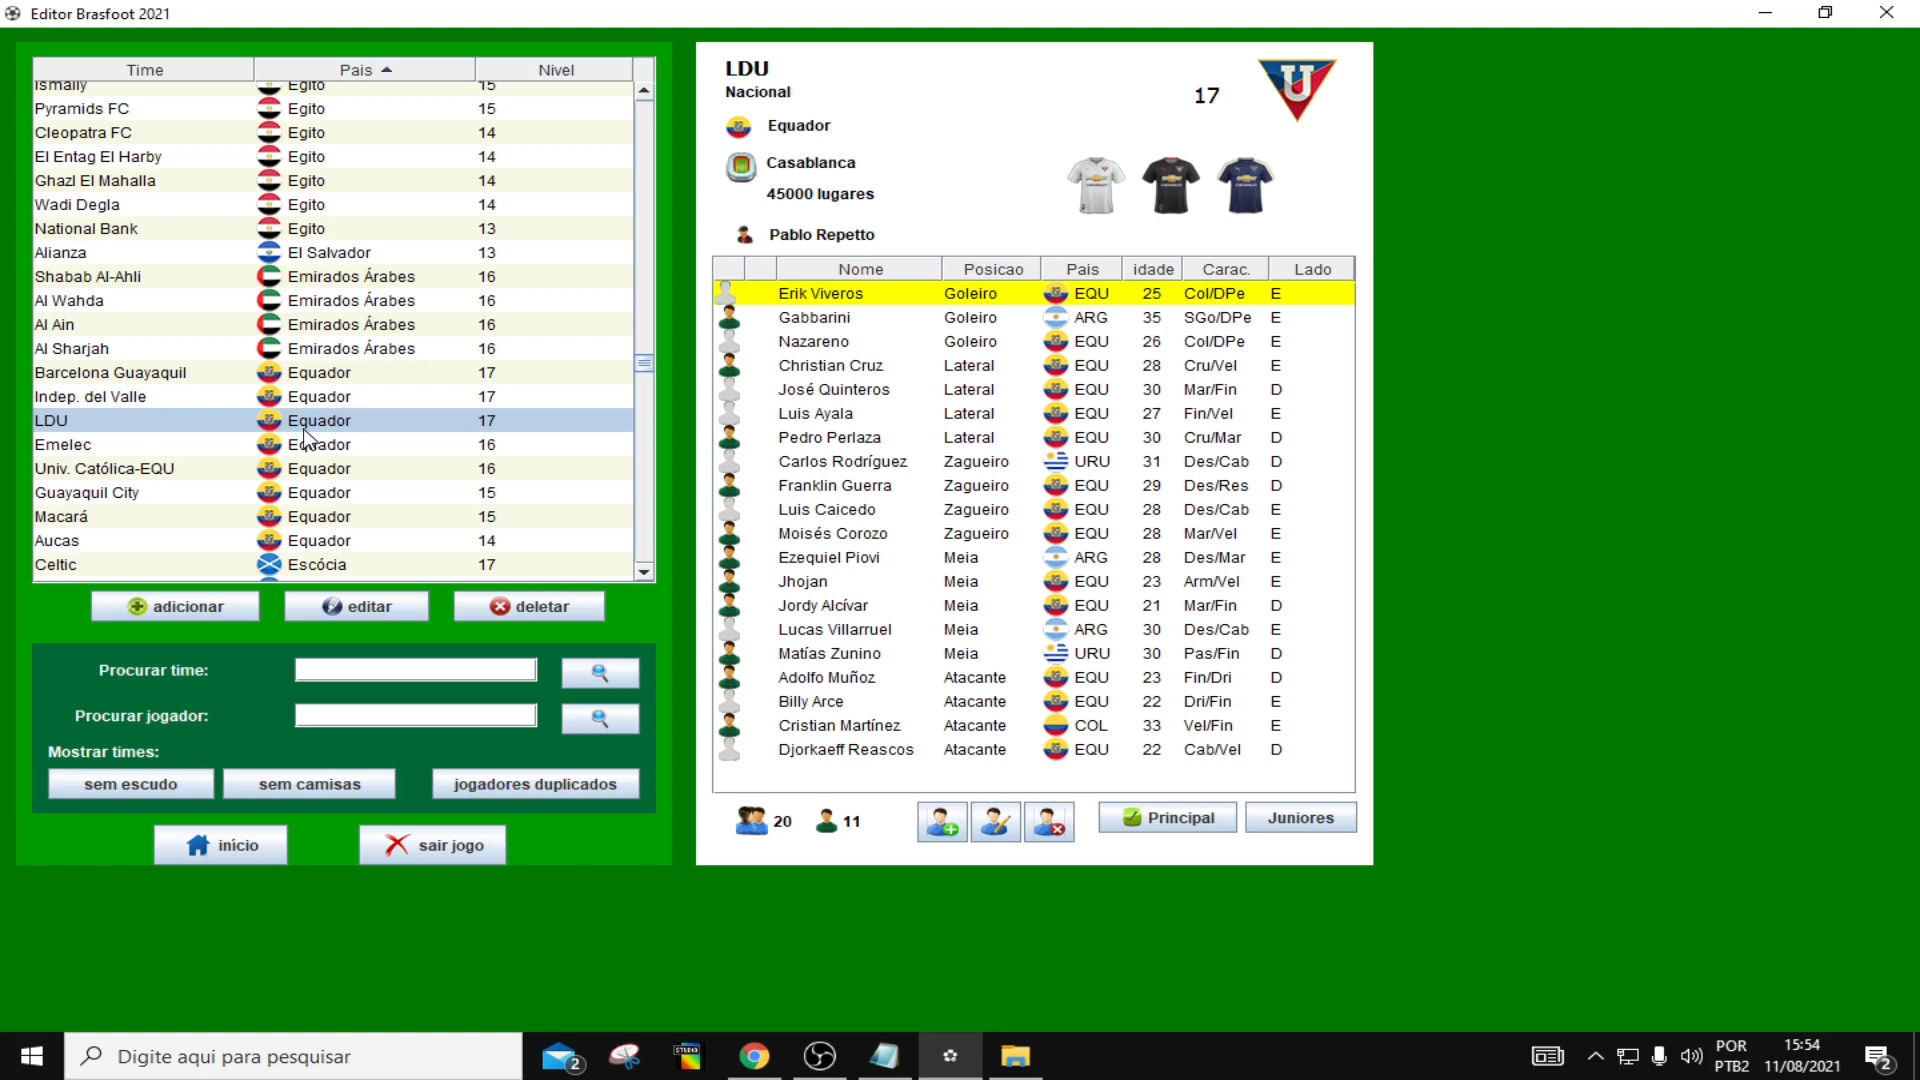 Editor Brasfoot 2021
Time Pais Nivel
Ismaily Egito 15
Pyramids FC Egito 15
Cleopatra FC Egito 14
El Entag El Harby Egito 14
Ghazl El Mahalla Egito 14
Wadi Degla Egito 14
National Bank Egito 13
Alianza El Salvador 13
Shabab Al-Ahli Emirados Árabes 16
Al Wahda Emirados Árabes 16
Al Ain Emirados Árabes 16
Al Sharjah Emirados Árabes 16
Barcelona Guayaquil Equador 17
Indep. del Valle Equador 17
LDU Equador 17
Emelec Equador 16
Univ. Católica-EQU Equador 16
Guayaquil City Equador 15
Macará Equador 15
Aucas Equador 14
Celtic Escócia 17
adicionar editar deletar
Procurar time:
Procurar jogador:
Mostrar times:
sem escudo sem camisas jogadores duplicados
início sair jogo
LDU
Nacional
17
U
Equador
Casablanca
45000 lugares
Pablo Repetto
Nome Posicao Pais idade Carac. Lado
Erik Viveros Goleiro EQU 25 Col/DPe E
Gabbarini Goleiro ARG 35 SGo/DPe E
Nazareno Goleiro EQU 26 Col/DPe E
Christian Cruz Lateral EQU 28 Cru/Vel E
José Quinteros Lateral EQU 30 Mar/Fin D
Luis Ayala Lateral EQU 27 Fin/Vel E
Pedro Perlaza Lateral EQU 30 Cru/Mar D
Carlos Rodríguez Zagueiro URU 31 Des/Cab D
Franklin Guerra Zagueiro EQU 29 Des/Res D
Luis Caicedo Zagueiro EQU 28 Des/Cab D
Moisés Corozo Zagueiro EQU 28 Mar/Vel E
Ezequiel Piovi Meia ARG 28 Des/Mar E
Jhojan Meia EQU 23 Arm/Vel E
Jordy Alcívar Meia EQU 21 Mar/Fin D
Lucas Villarruel Meia ARG 30 Des/Cab E
Matías Zunino Meia URU 30 Pas/Fin D
Adolfo Muñoz Atacante EQU 23 Fin/Dri D
Billy Arce Atacante EQU 22 Dri/Fin E
Cristian Martínez Atacante COL 33 Vel/Fin E
Djorkaeff Reascos Atacante EQU 22 Cab/Vel D
20 11 Principal Juniores
Digite aqui para pesquisar
2
STUDIO
POR
PTB2
15:54
11/08/2021
2